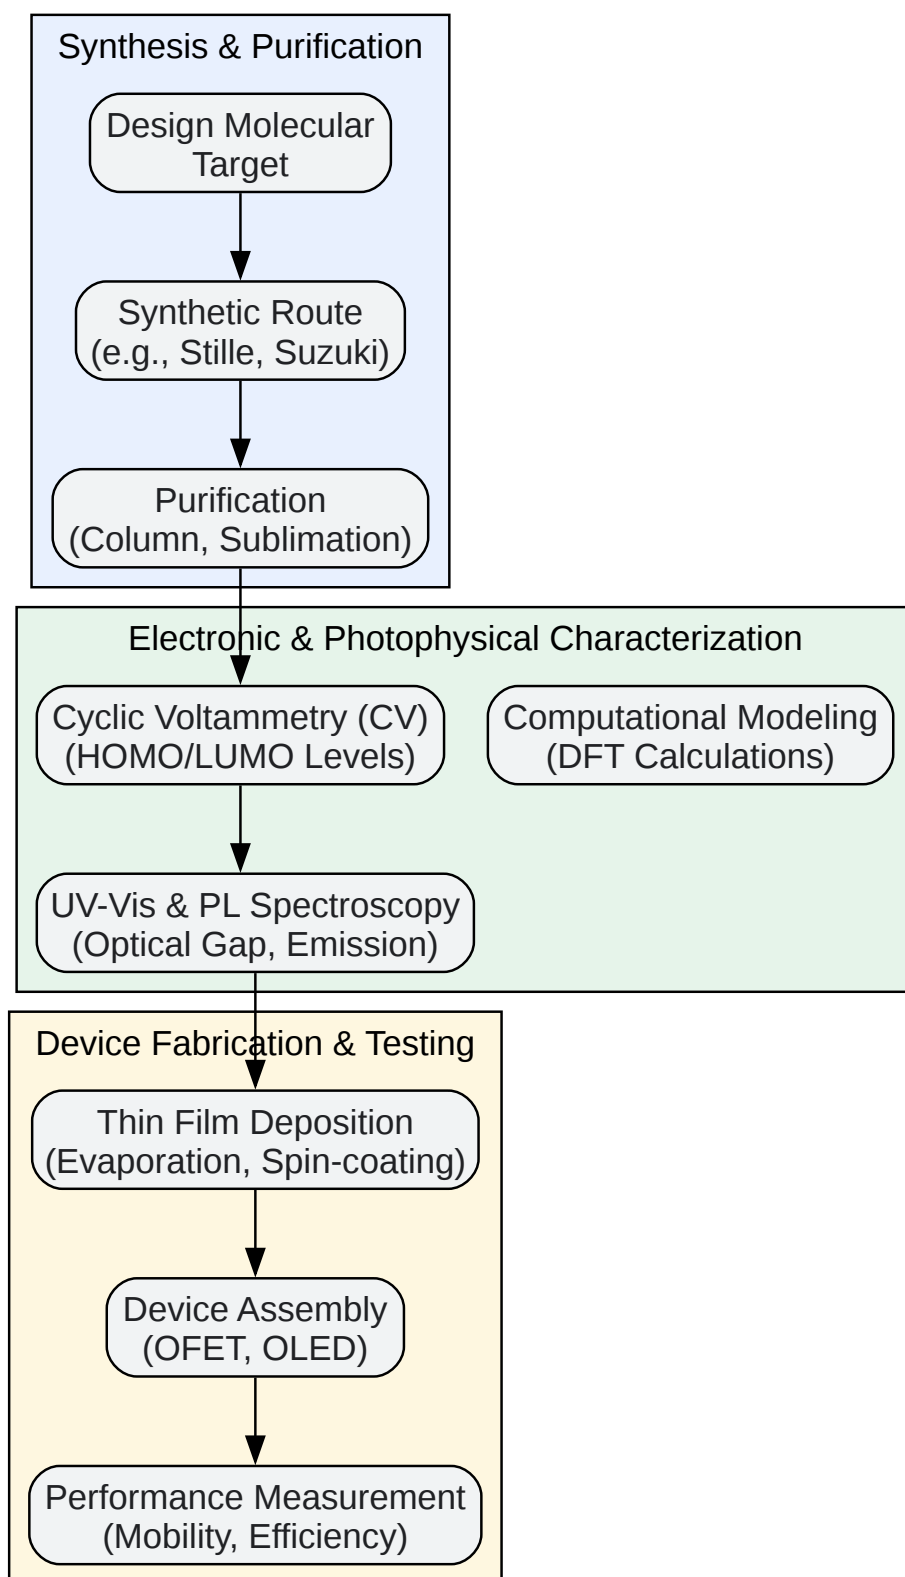 Synthesis & Purification
Design Molecular
Target
Synthetic Route
(e.g., Stille, Suzuki)
Purification
(Column, Sublimation)
Electronic & Photophysical Characterization
Cyclic Voltammetry (CV)
(HOMO/LUMO Levels)
Computational Modeling
(DFT Calculations)
UV-Vis & PL Spectroscopy
(Optical Gap, Emission)
Device Fabrication & Testing
Thin Film Deposition
(Evaporation, Spin-coating)
Device Assembly
(OFET, OLED)
Performance Measurement
(Mobility, Efficiency)